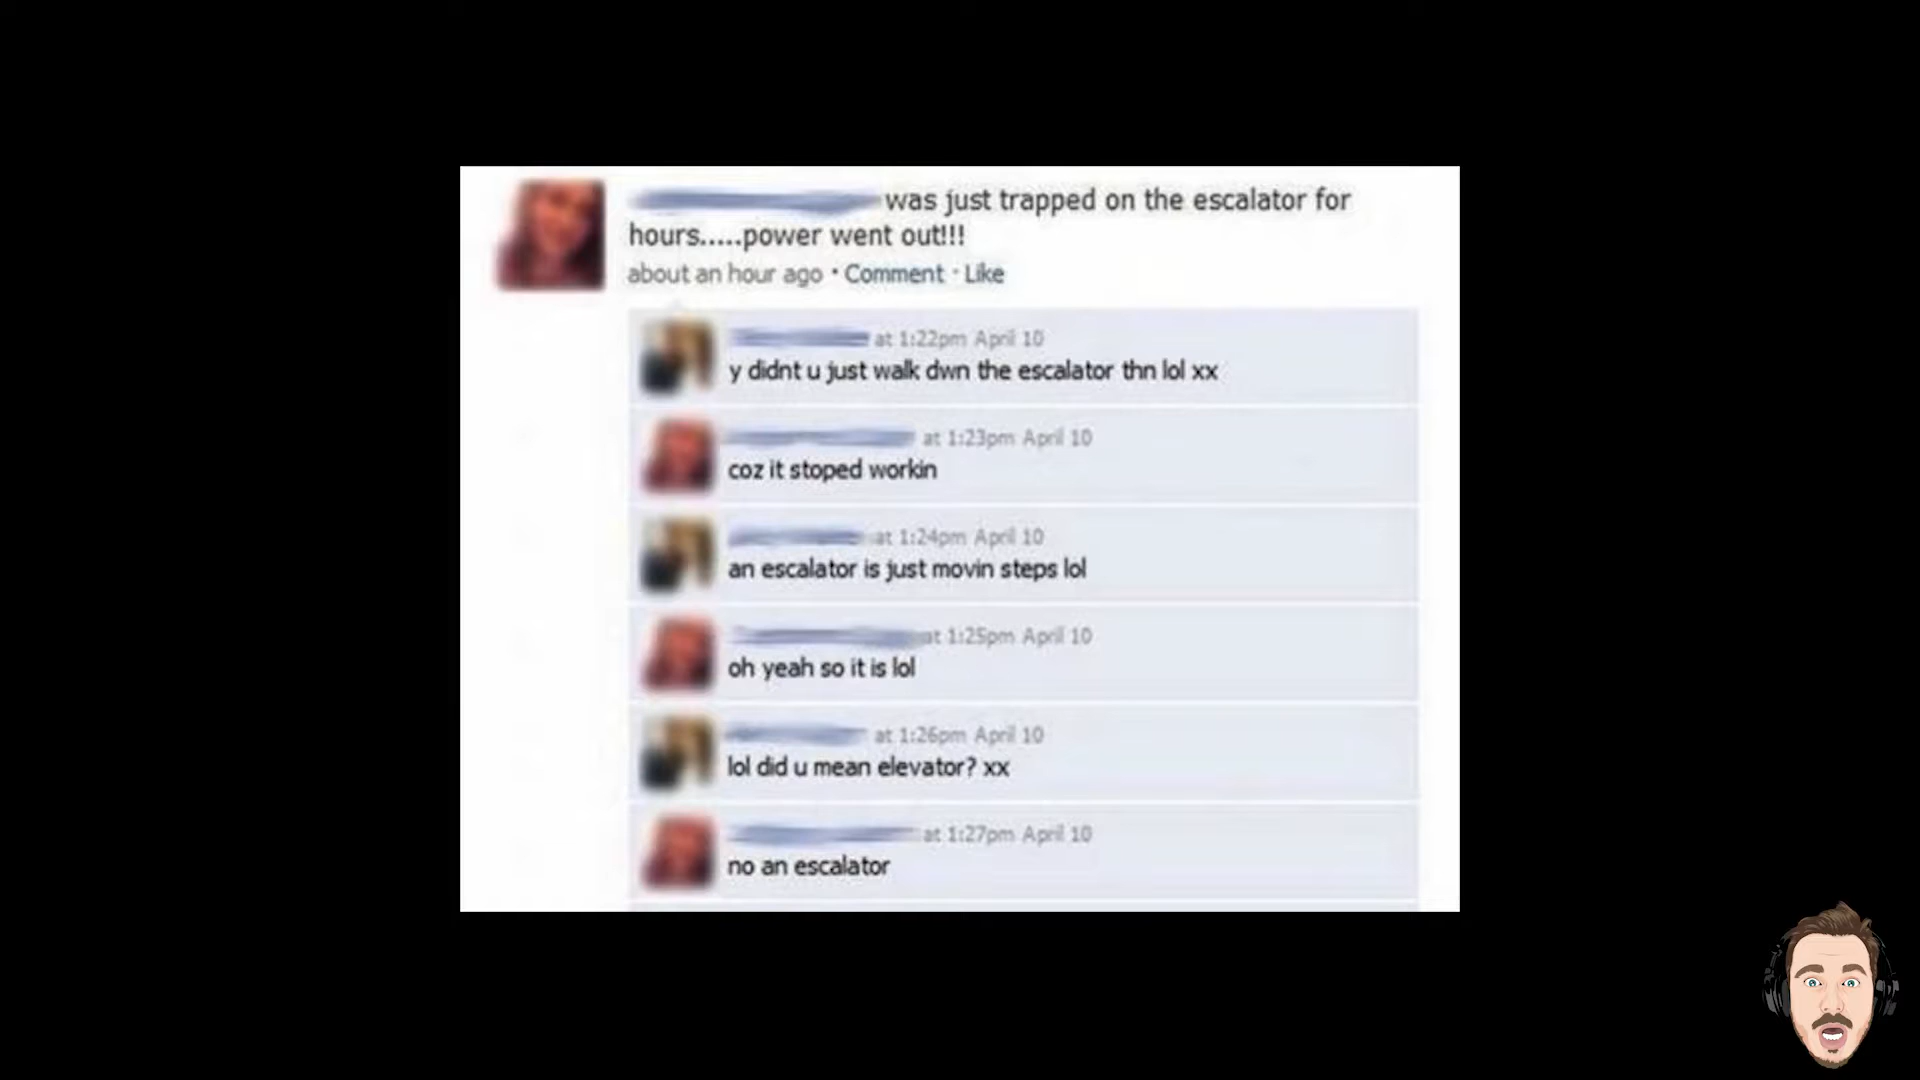 was just trapped on the escalator for
hours.....power went out!!!
about an hour ago · Comment · Like
at 1:22pm April 10
y didnt u just walk dwn the escalator thn lol xx
at 1:23pm April 10
coz it stoped workin
at 1:24pm April 10
an escalator is just movin steps lol
at 1:25pm April 10
oh yeah so it is lol
at 1:26pm April 10
lol did u mean elevator? xx
at 1:27pm April 10
no an escalator